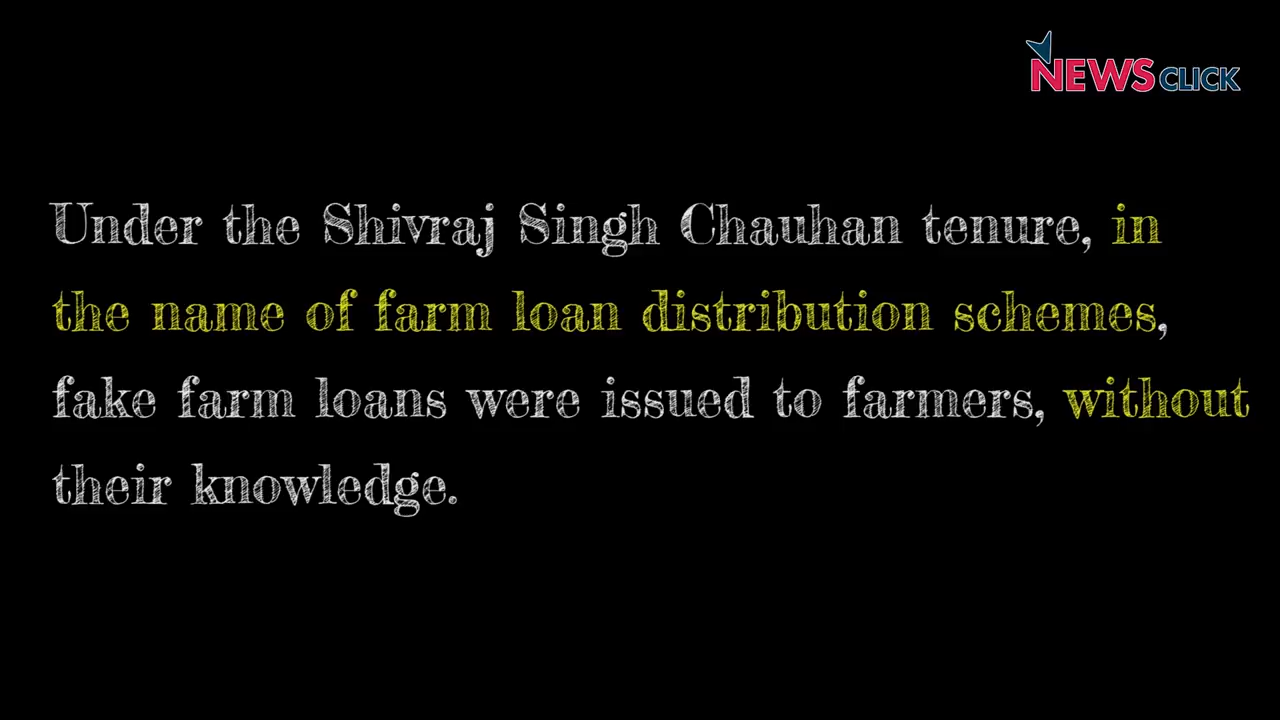 NEWSCLICK
Under the Shivraj Singh Chauhan tenure, in
the name of farm loan distribution schemes,
fake farm loans were issued to farmers, without
their knowledge.